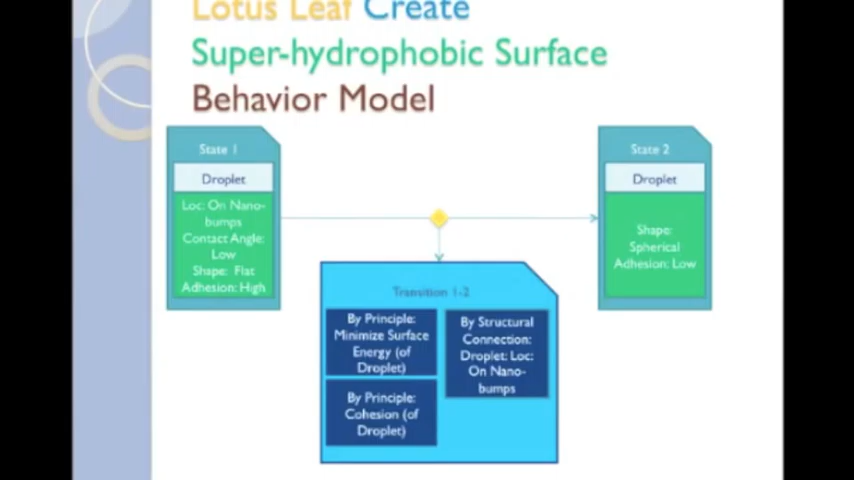 Lotus Leaf Create
Super-hydrophobic Surface
Behavior Model
State 1
Droplet
Loc: On Nano-
bumps
Contact Angle:
Low
Shape: Flat
Adhesion: High
State 2
Droplet
Shape:
Spherical
Adhesion: Low
Transition 1-2
By Principle:
Minimize Surface
Energy (of
Droplet)
By Principle:
Cohesion (of
Droplet)
By Structural
Connection:
Droplet: Loc:
On Nano-
bumps